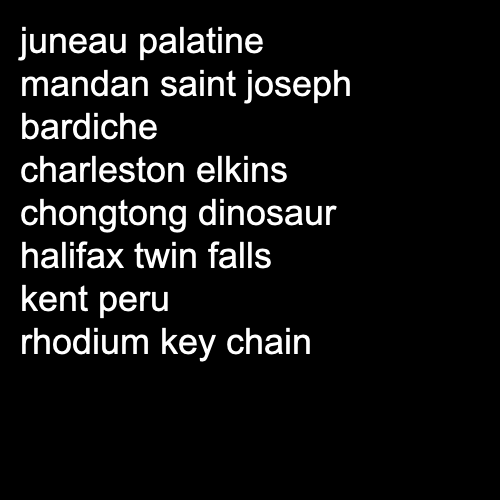 juneau palatine
mandan saint joseph
bardiche
charleston elkins
chongtong dinosaur
halifax twin falls
kent peru
rhodium key chain